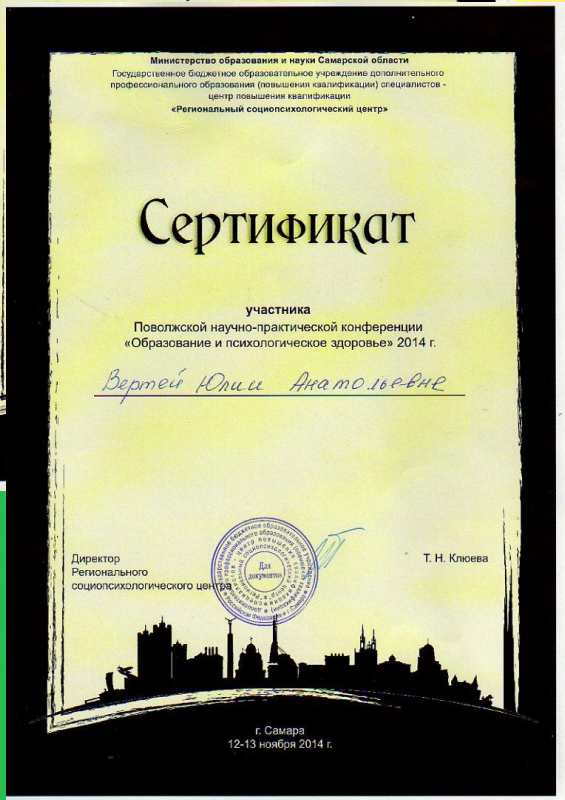 Министерство образования и науки Самарской области
Государственное бюджетное образовательное учреждение дополнительного
профессионального образования (повышения квалификации) специалистов -
центр повышения квалификации
«Региональный социопсихологический центр»
Сертификат
участника
Поволжской научно-практической конференции
«Образование и психологическое здоровье» 2014 г.
Вертей Юлии Анатольевне
Директор
Регионального
социопсихологического центра
Т. Н. Клюева
Для
документов
г. Самара
12-13 ноября 2014 г.